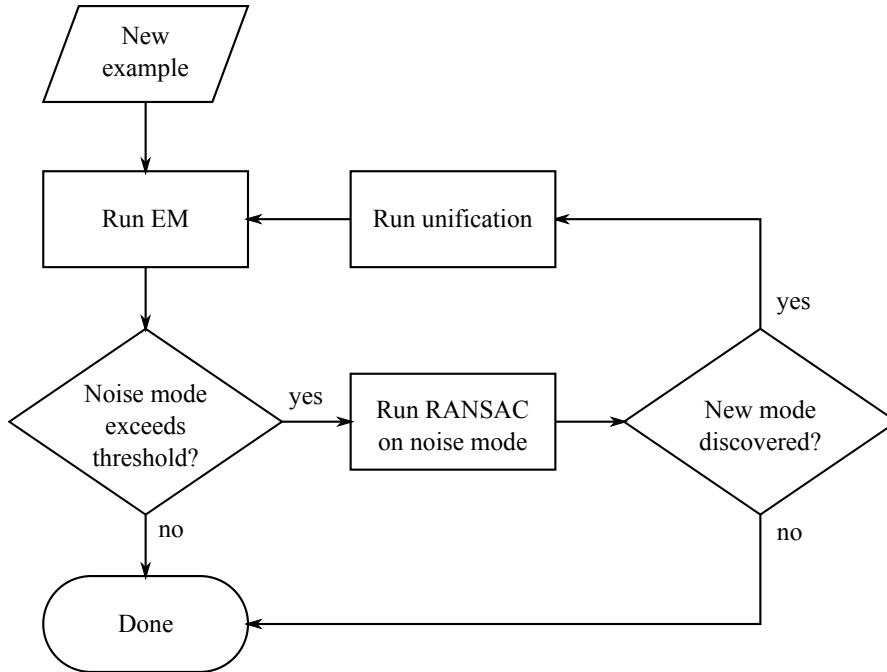 New
example
Run EM
Run unification
yes
Noise mode
exceeds
threshold?
yes
Run RANSAC
on noise mode
New mode
discovered?
no
no
Done